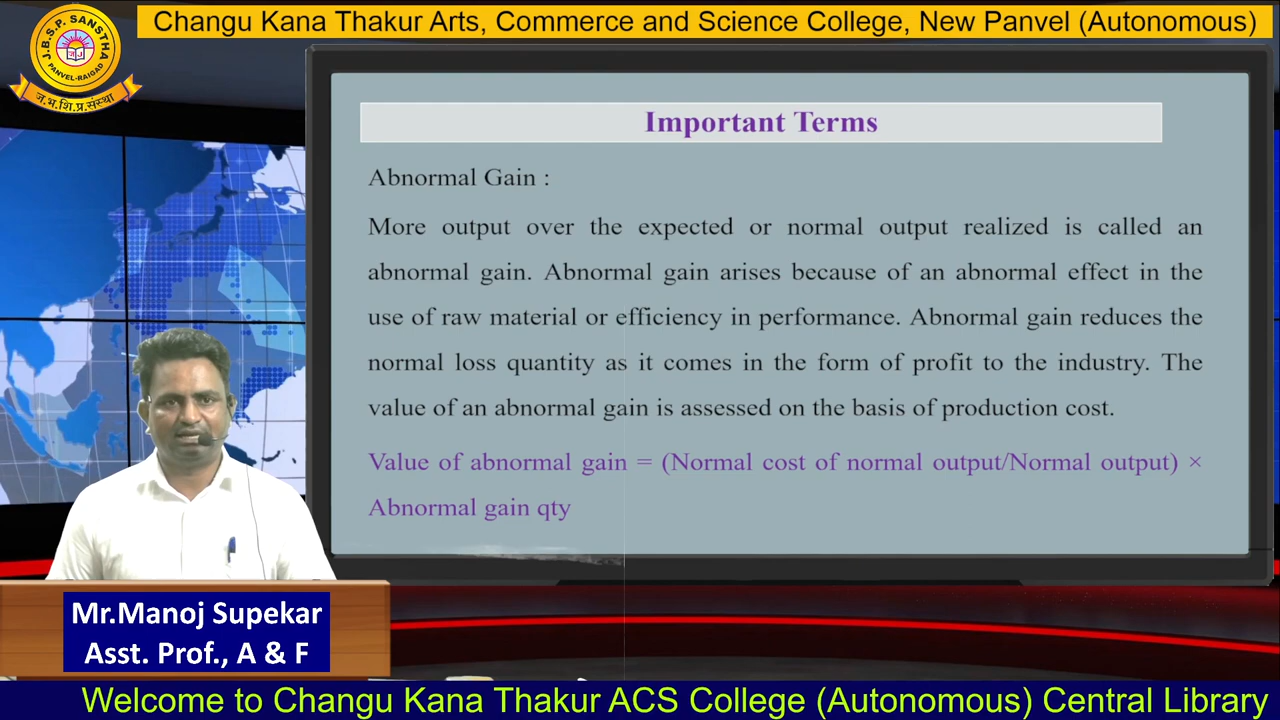 Changu Kana Thakur Arts, Commerce and Science College, New Panvel (Autonomous)
J.B.S.P. SANSTHA
PANVEL-RAIGAD
ज.भ.शि.प्र.संस्था
Important Terms
Abnormal Gain :
More output over the expected or normal output realized is called an
abnormal gain. Abnormal gain arises because of an abnormal effect in the
use of raw material or efficiency in performance. Abnormal gain reduces the
normal loss quantity as it comes in the form of profit to the industry. The
value of an abnormal gain is assessed on the basis of production cost.
Value of abnormal gain = (Normal cost of normal output/Normal output) ×
Abnormal gain qty
Mr.Manoj Supekar
Asst. Prof., A & F
Welcome to Changu Kana Thakur ACS College (Autonomous) Central Library